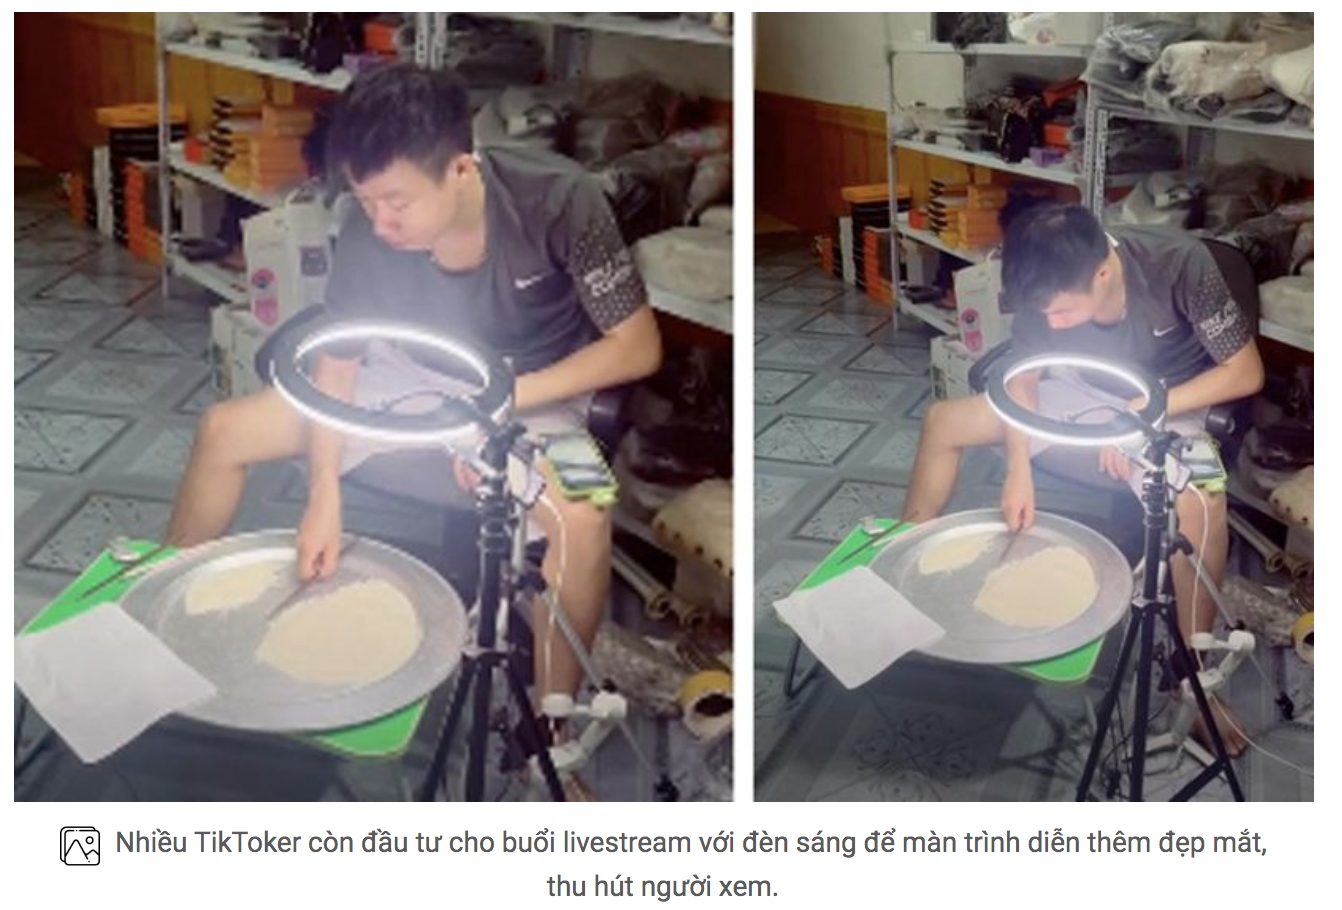 Nhiều TikToker còn đầu tư cho buổi livestream với đèn sáng để màn trình diễn thêm đẹp mắt,
thu hút người xem.